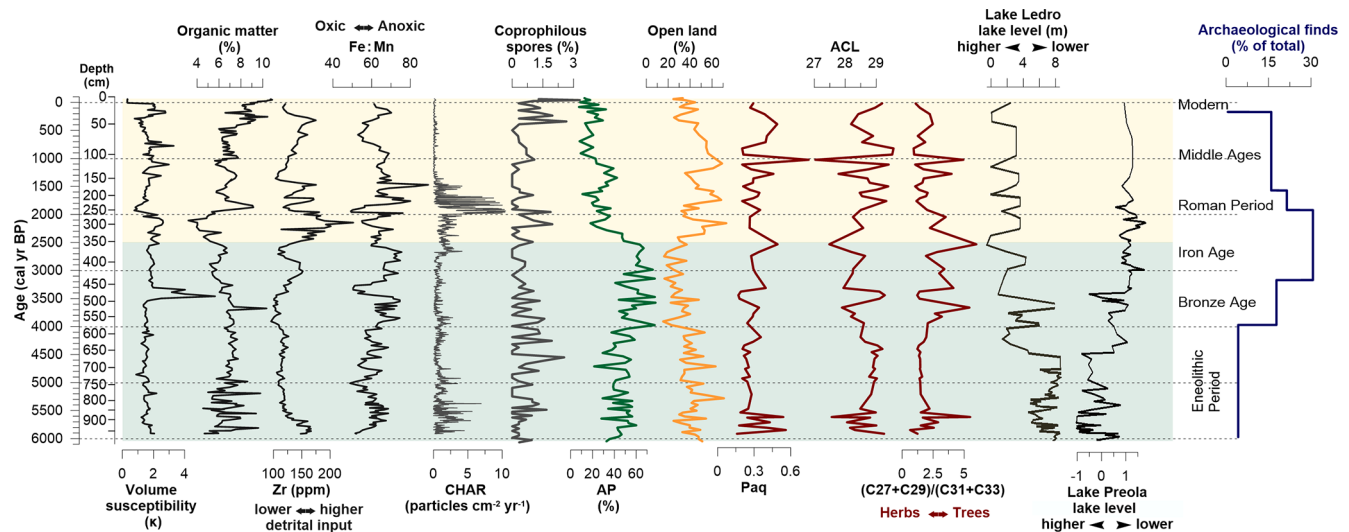 Lake Ledro
lake level (m)
higher ◄ ► lower
0 4 8
Oxic ◄► Anoxic
Fe:Mn
40 60 80
Organic matter
(%)
4 6 8 10
Coprophilous
spores (%)
0 1.5 3
Open land
(%)
0 20 40 60
ACL
27 28 29
Archaeological finds
(% of total)
0 15 30
Depth
(cm)
Age (cal yr BP)
0
500
1000
1500
2000
2500
3000
3500
4000
4500
5000
5500
6000
0
50
100
150
200
250
300
350
400
450
500
600
650
700
750
800
900
Modern
Middle Ages
Roman Period
Iron Age
Bronze Age
Eneolithic
Period
0 2 4
Volume
susceptibility
(κ)
100 150 200
Zr (ppm)
lower ◄► higher
detrital input
0 5 10
CHAR
(particles cm⁻² yr⁻¹)
0 20 40 60
AP
(%)
0 0.3 0.6
Paq
0 2.5 5
(C27+C29)/(C31+C33)
Herbs ◄► Trees
-1 0 1
Lake Preola
lake level
higher ◄ ► lower